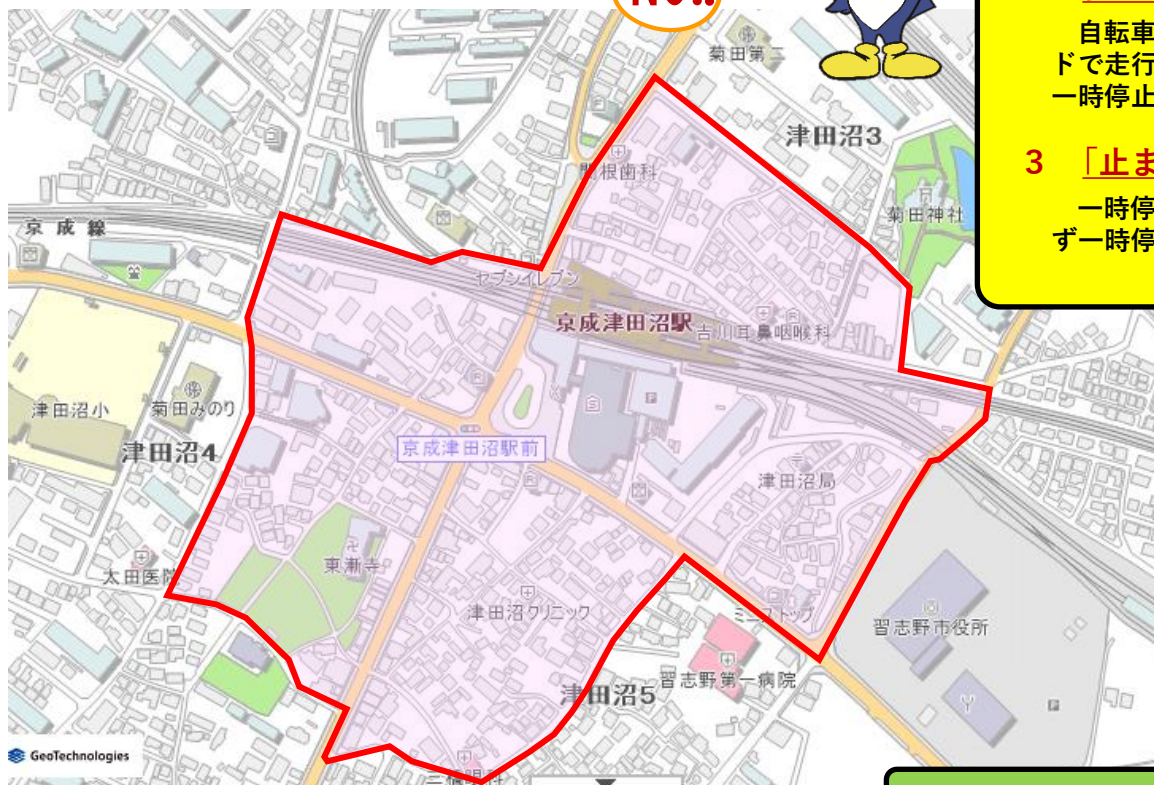 No!!
自転車
ドで走行
一時停止
3 「止ま
一時停
ず一時停
菊田第二
津田沼3
関根歯科
菊田神社
京成線
セブンイレブン
京成津田沼駅
古川耳鼻咽喉科
津田沼小
菊田みのり
津田沼4
京成津田沼駅前
津田沼局
東漸寺
太田医院
津田沼クリニック
ミニストップ
習志野市役所
習志野第一病院
津田沼5
三橋眼科
GeoTechnologies